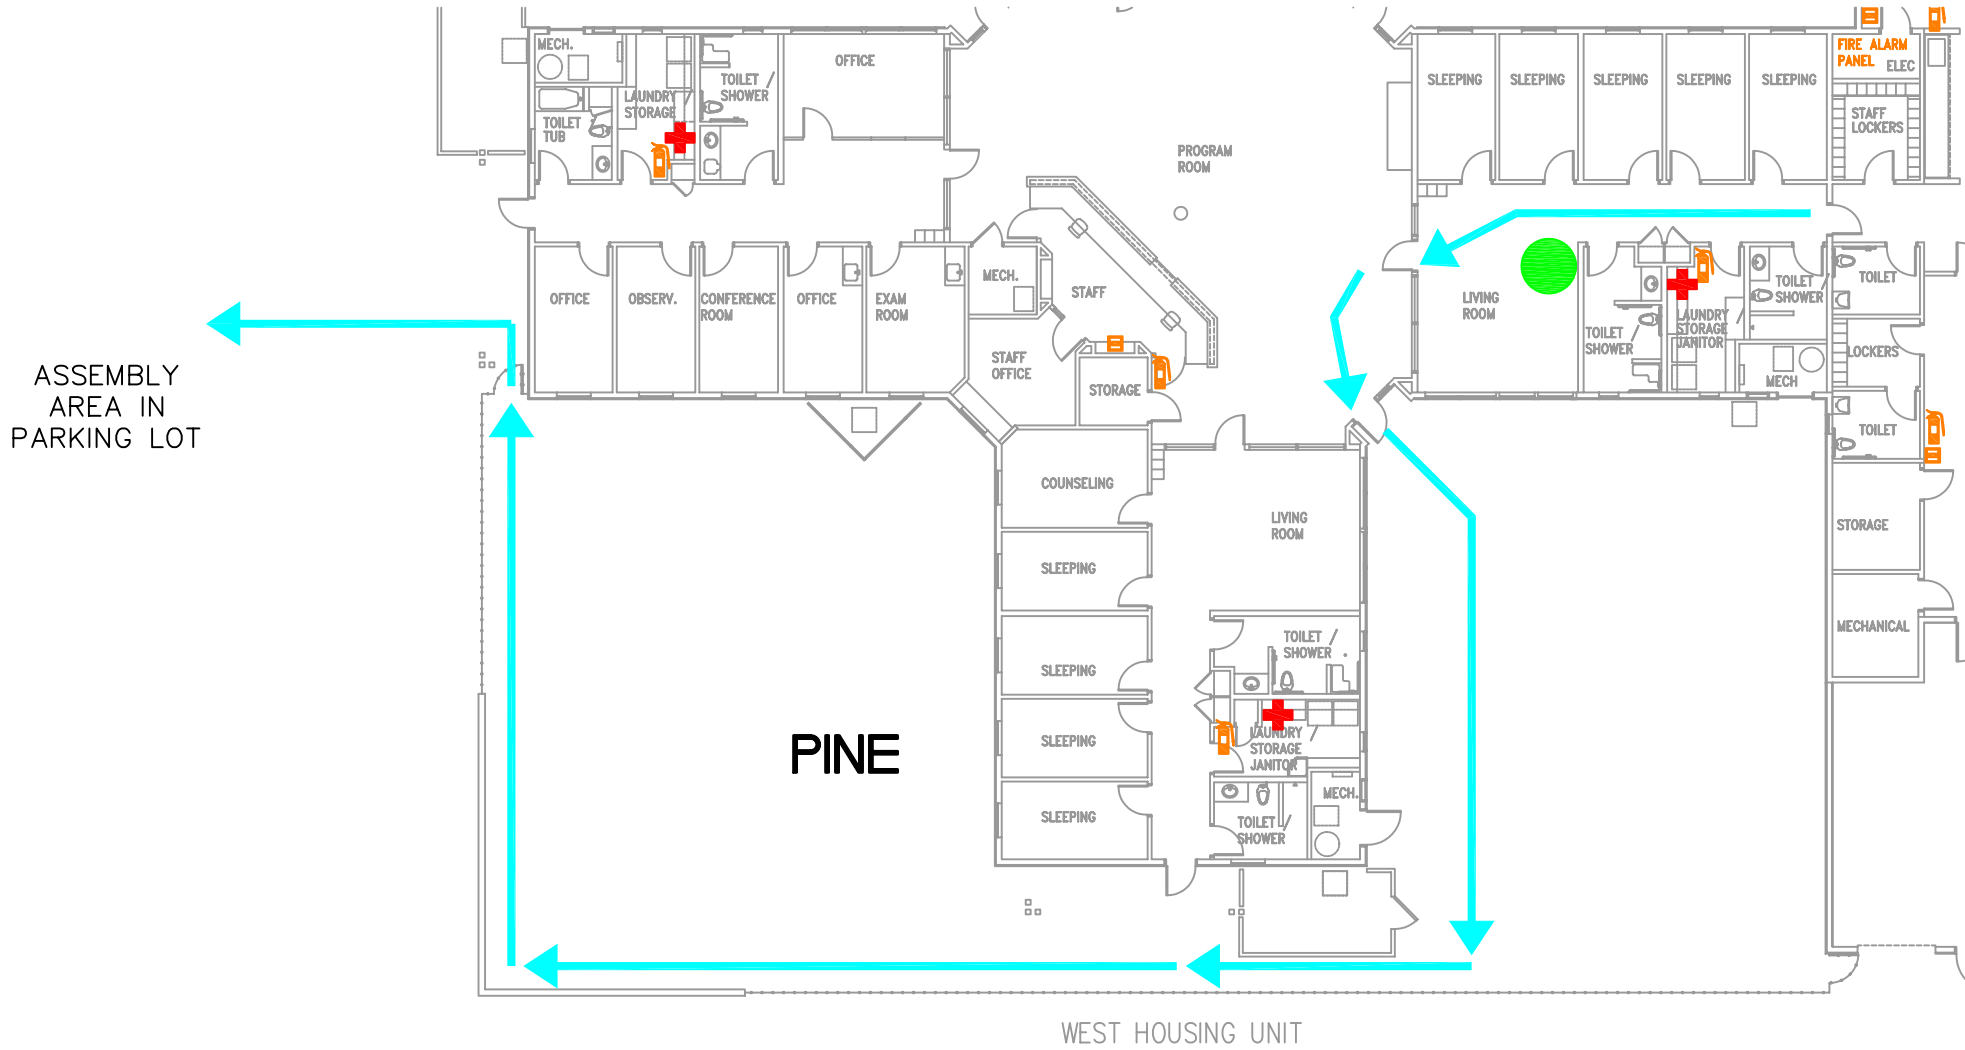 MECH.
LAUNDRY /
STORAGE
TOILET /
SHOWER
OFFICE
TOILET
TUB
PROGRAM
ROOM
SLEEPING
SLEEPING
SLEEPING
SLEEPING
SLEEPING
FIRE ALARM
PANEL
ELEC
STAFF
LOCKERS
OFFICE
OBSERV.
CONFERENCE
ROOM
OFFICE
EXAM
ROOM
MECH.
STAFF
STAFF
OFFICE
STORAGE
LIVING
ROOM
TOILET /
SHOWER
LAUNDRY /
STORAGE
JANITOR
TOILET /
SHOWER
MECH
TOILET
LOCKERS
TOILET
STORAGE
MECHANICAL
ASSEMBLY
AREA IN
PARKING LOT
COUNSELING
LIVING
ROOM
SLEEPING
SLEEPING
SLEEPING
SLEEPING
TOILET /
SHOWER
LAUNDRY /
STORAGE
JANITOR
MECH.
TOILET /
SHOWER
PINE
WEST HOUSING UNIT